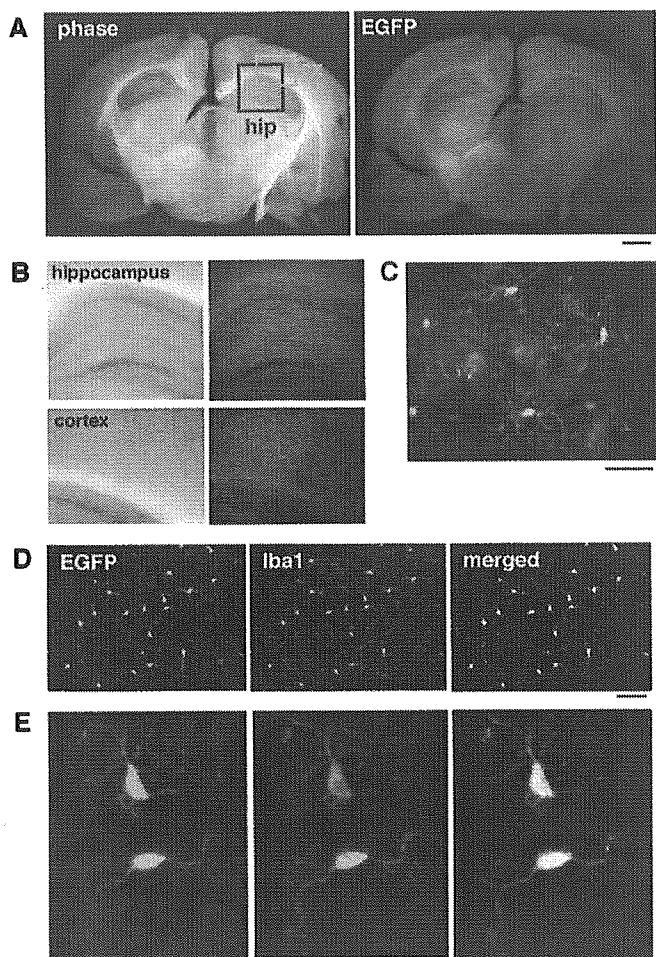 A phase EGFP
hip
B hippocampus C
cortex
D EGFP Iba1 merged
E